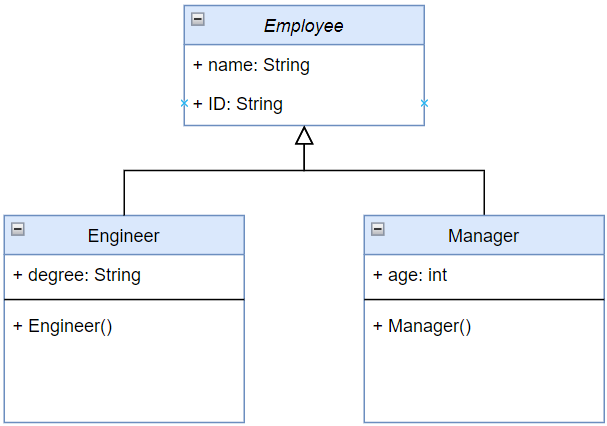 Employee
+ name: String
+ ID: String
Engineer
+ degree: String
+ Engineer()
Manager
+ age: int
+ Manager()